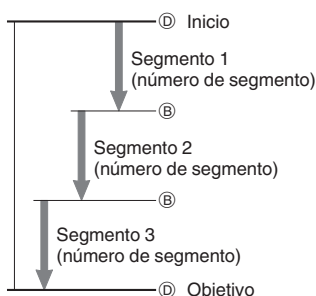 Ⓓ Inicio
Segmento 1
(número de segmento)
Ⓑ
Segmento 2
(número de segmento)
Ⓑ
Segmento 3
(número de segmento)
Ⓓ Objetivo